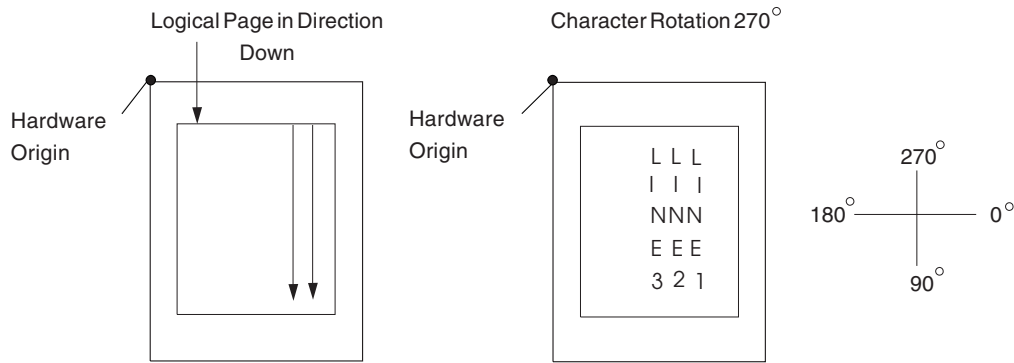 Logical Page in Direction
Down
Hardware
Origin
Character Rotation 270°
Hardware
Origin
L L L
I I I
N N N
E E E
3 2 1
270°
180°
0°
90°